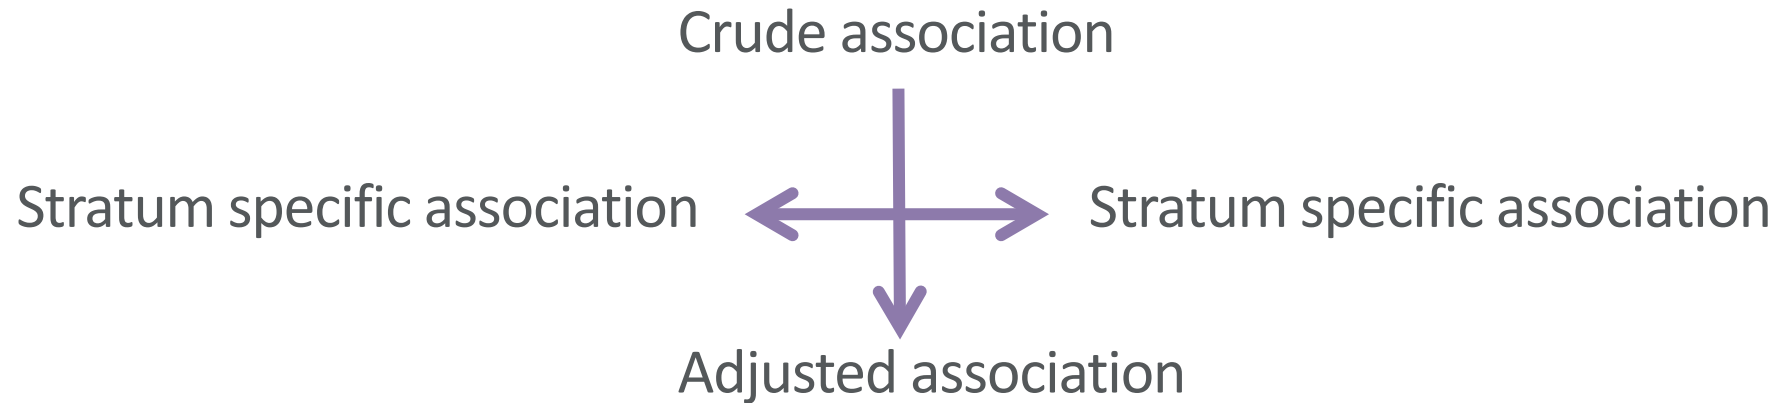 Crude association
Stratum specific association
Stratum specific association
Adjusted association